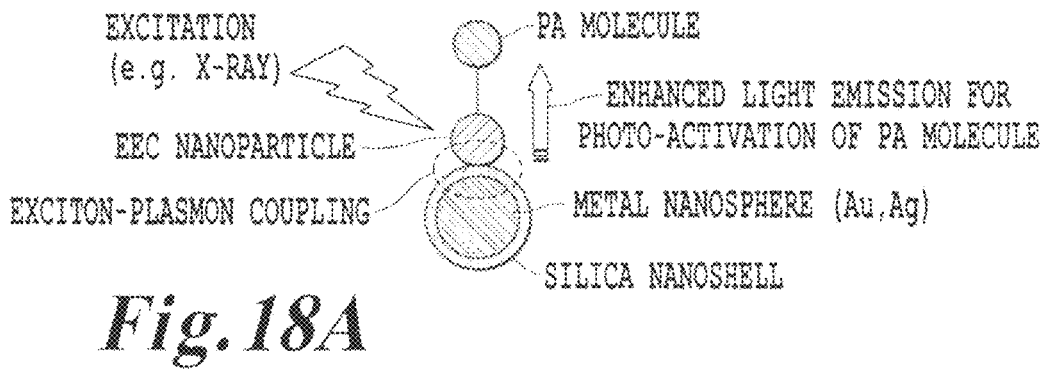 EXCITATION
(e.g. X-RAY)
PA MOLECULE
ENHANCED LIGHT EMISSION FOR
PHOTO-ACTIVATION OF PA MOLECULE
EEC NANOPARTICLE
EXCITON-PLASMON COUPLING
METAL NANOSPHERE (Au,Ag)
SILICA NANOSHELL
Fig. 18A